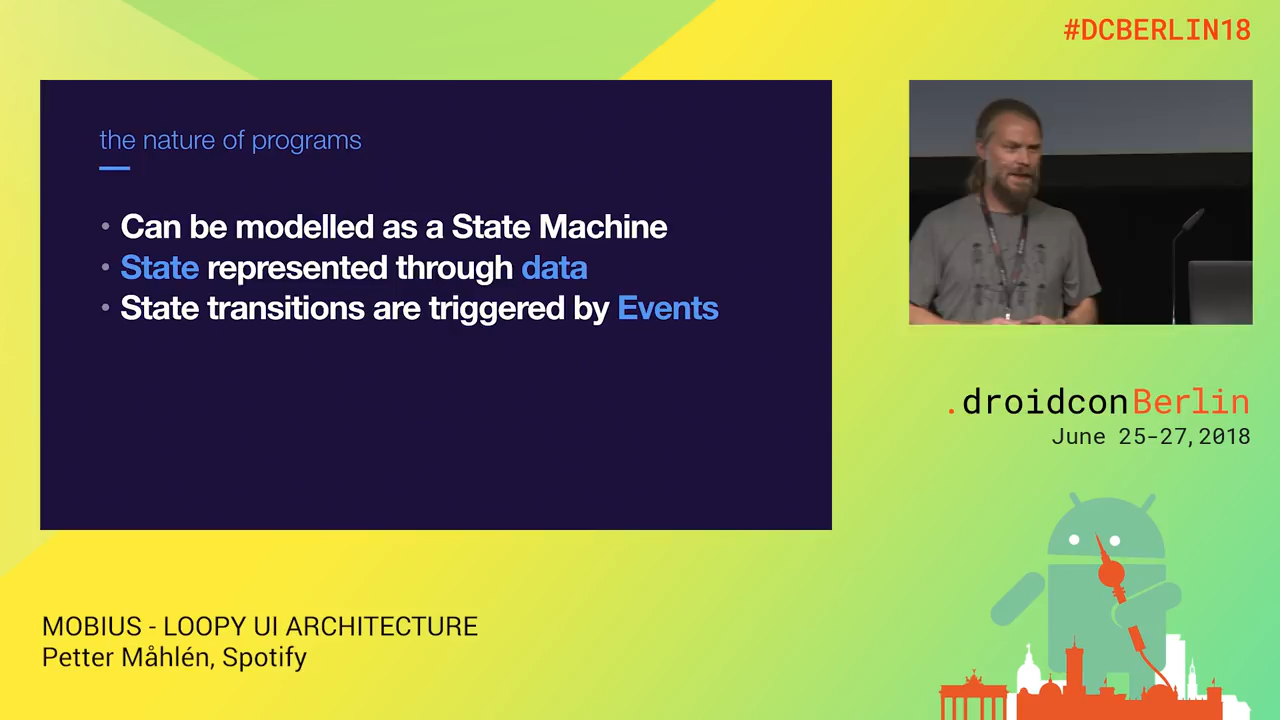 #DCBERLIN18
the nature of programs
• Can be modelled as a State Machine
• State represented through data
• State transitions are triggered by Events
.droidconBerlin
June 25-27,2018
MOBIUS - LOOPY UI ARCHITECTURE
Petter Måhlén, Spotify